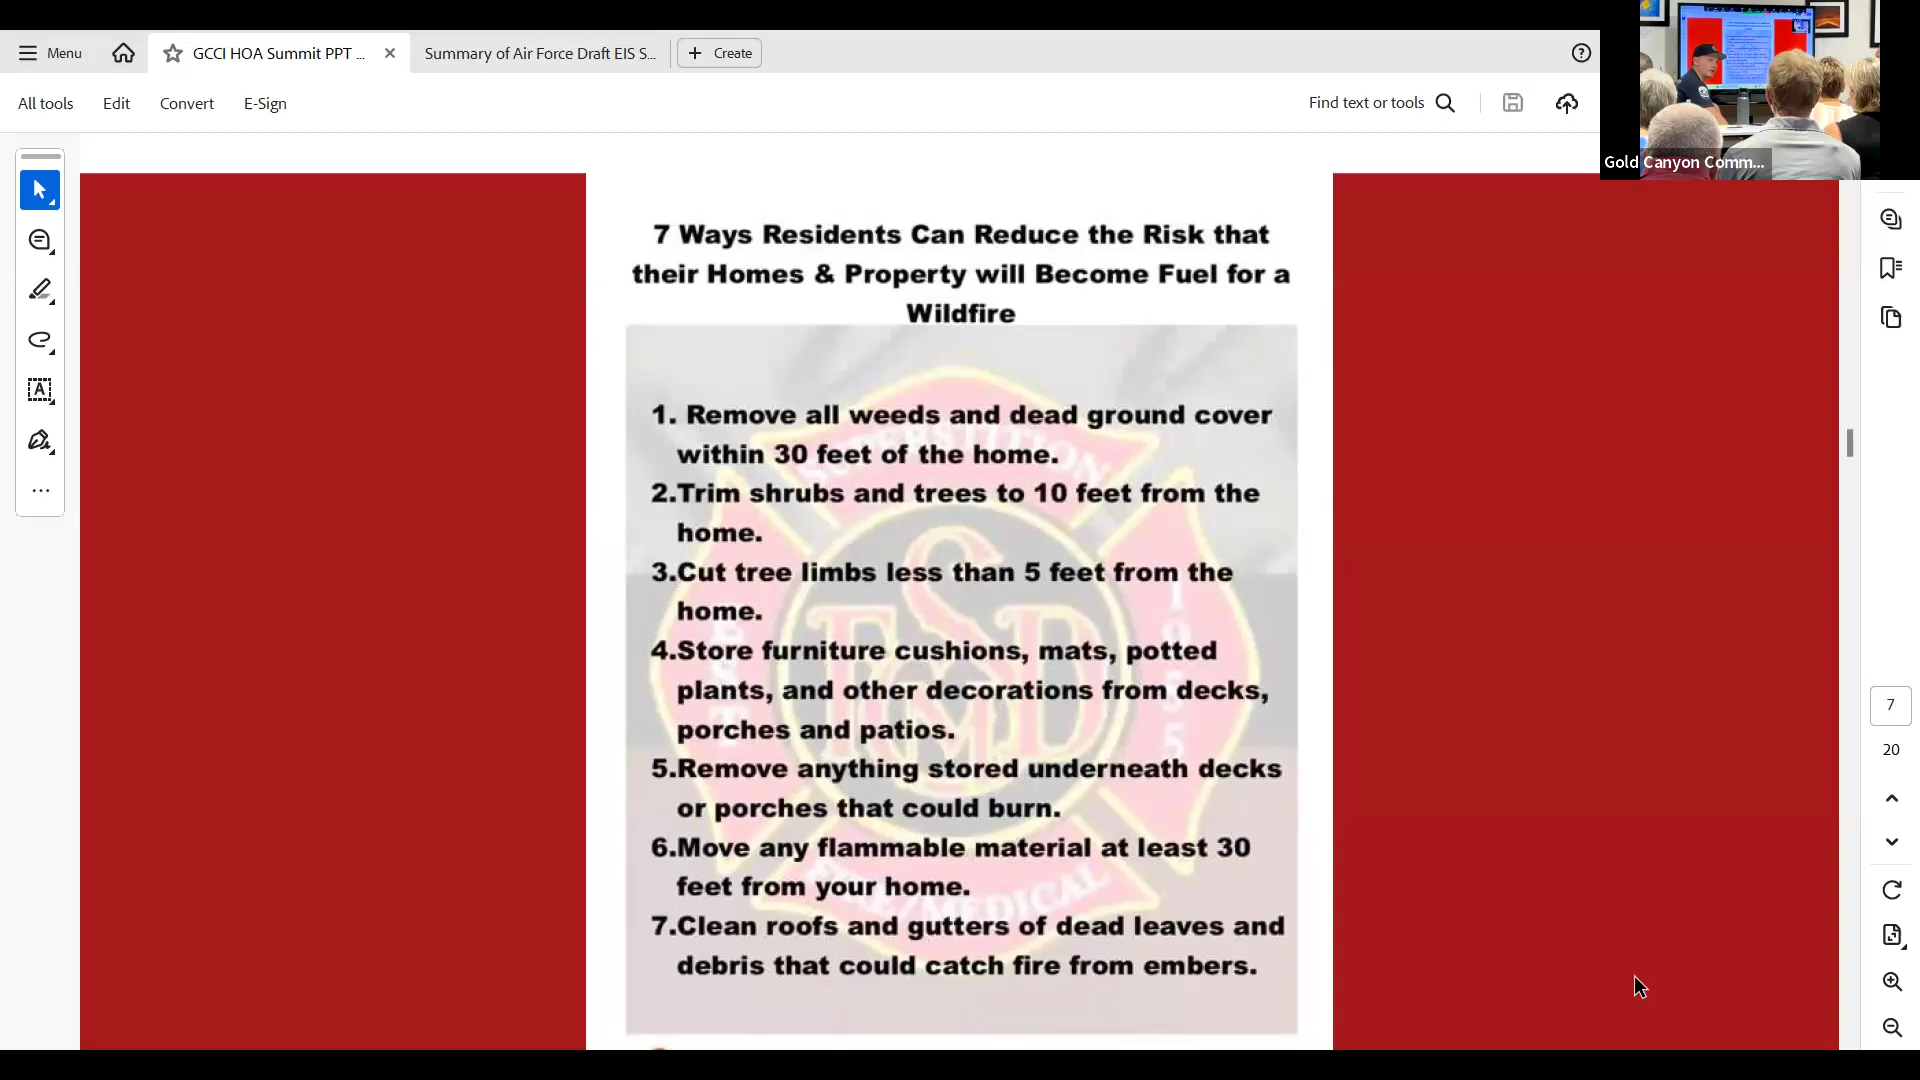 Menu
GCCI HOA Summit PPT ...
Summary of Air Force Draft EIS S...
Create
All tools
Edit
Convert
E-Sign
Find text or tools
Gold Canyon Comm...
7 Ways Residents Can Reduce the Risk that
their Homes & Property will Become Fuel for a
Wildfire
1. Remove all weeds and dead ground cover
within 30 feet of the home.
2.Trim shrubs and trees to 10 feet from the
home.
3.Cut tree limbs less than 5 feet from the
home.
4.Store furniture cushions, mats, potted
plants, and other decorations from decks,
porches and patios.
5.Remove anything stored underneath decks
or porches that could burn.
6.Move any flammable material at least 30
feet from your home.
7.Clean roofs and gutters of dead leaves and
debris that could catch fire from embers.
SUPERSTITION
FIRE/MEDICAL
7
20